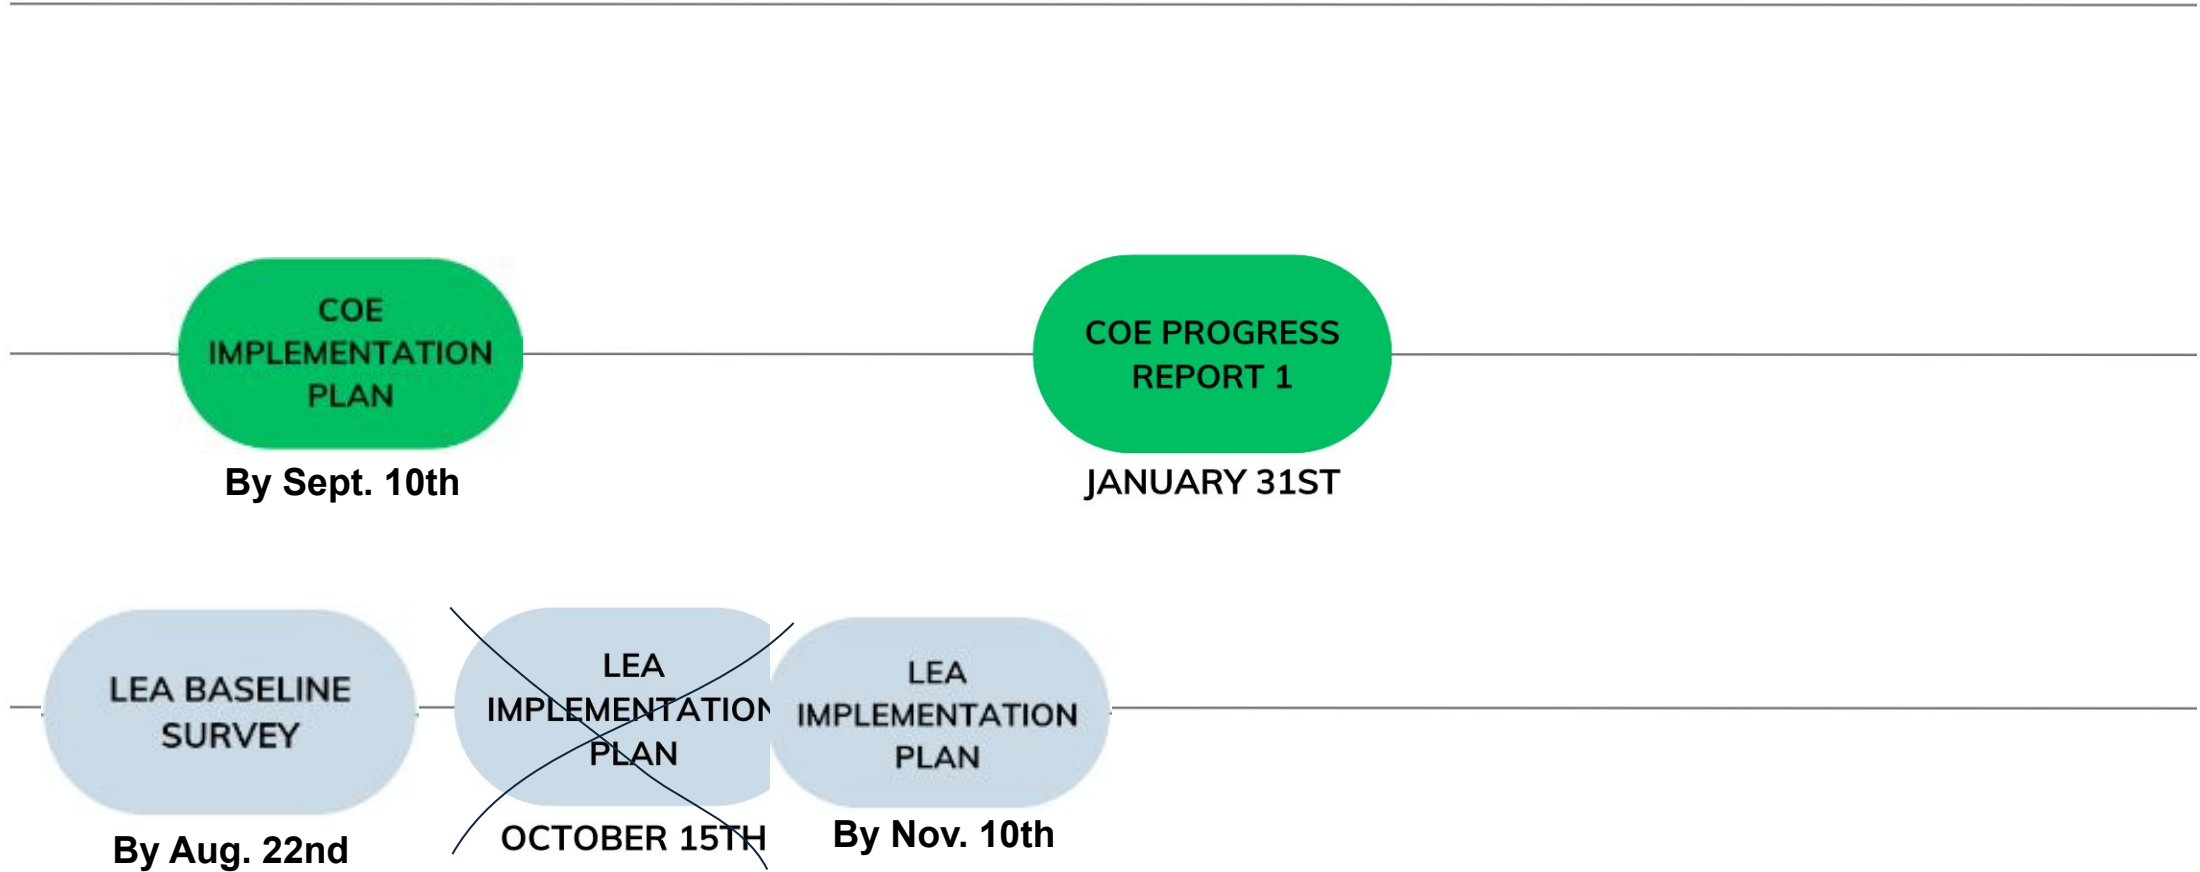 COE
IMPLEMENTATION
PLAN
By Sept. 10th
COE PROGRESS
REPORT 1
JANUARY 31ST
LEA BASELINE
SURVEY
By Aug. 22nd
LEA
IMPLEMENTATION
PLAN
OCTOBER 15TH
LEA
IMPLEMENTATION
PLAN
By Nov. 10th